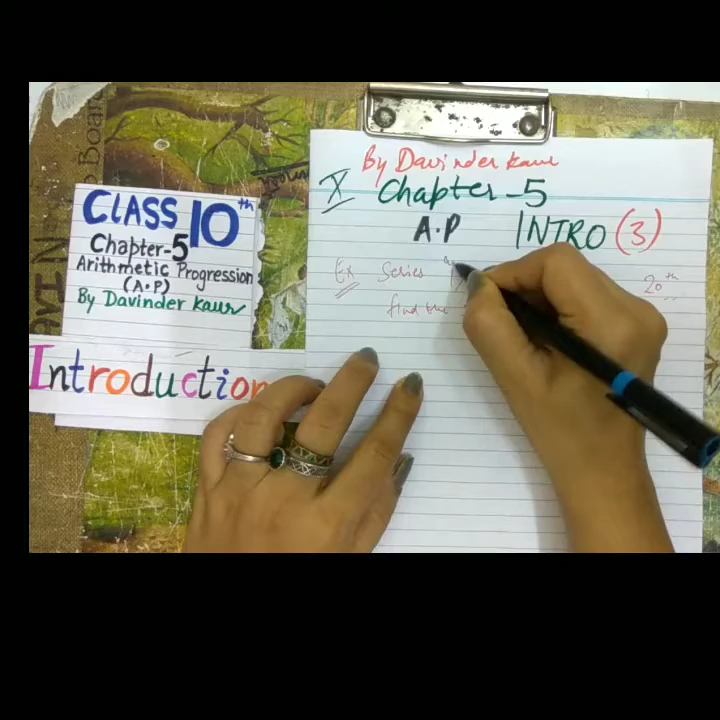 CLASS 10th
Chapter-5
Arithmetic Progression
(A.P)
By Davinder Kaur
Introduction
By Davinder Kaur
X Chapter-5
A.P INTRO (3)
Ex Series 20th
find the